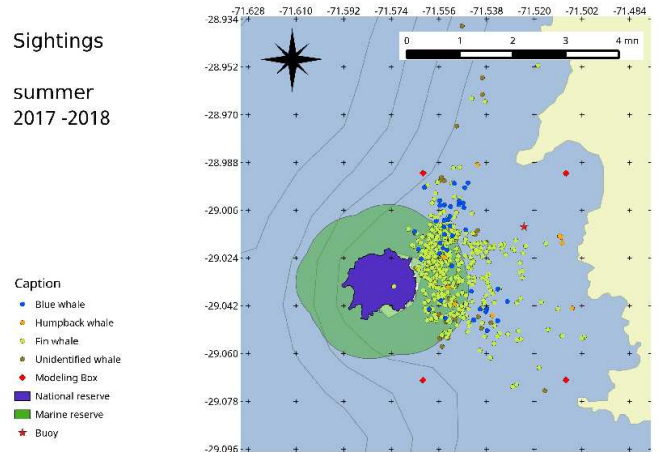 -71.628 -71.610 -71.592 -71.574 -71.556 -71.538 -71.520 -71.502 -71.484
-28.934
Sightings
0 1 2 3 4 mn
-28.952
summer
2017 -2018
-28.970
-28.988
-29.006
-29.024
Caption
Blue whale
-29.042
Humpback whale
Fin whale
-29.060
Unidentified whale
Modeling Box
-29.078
National reserve
Marine reserve
Buoy
-29.096